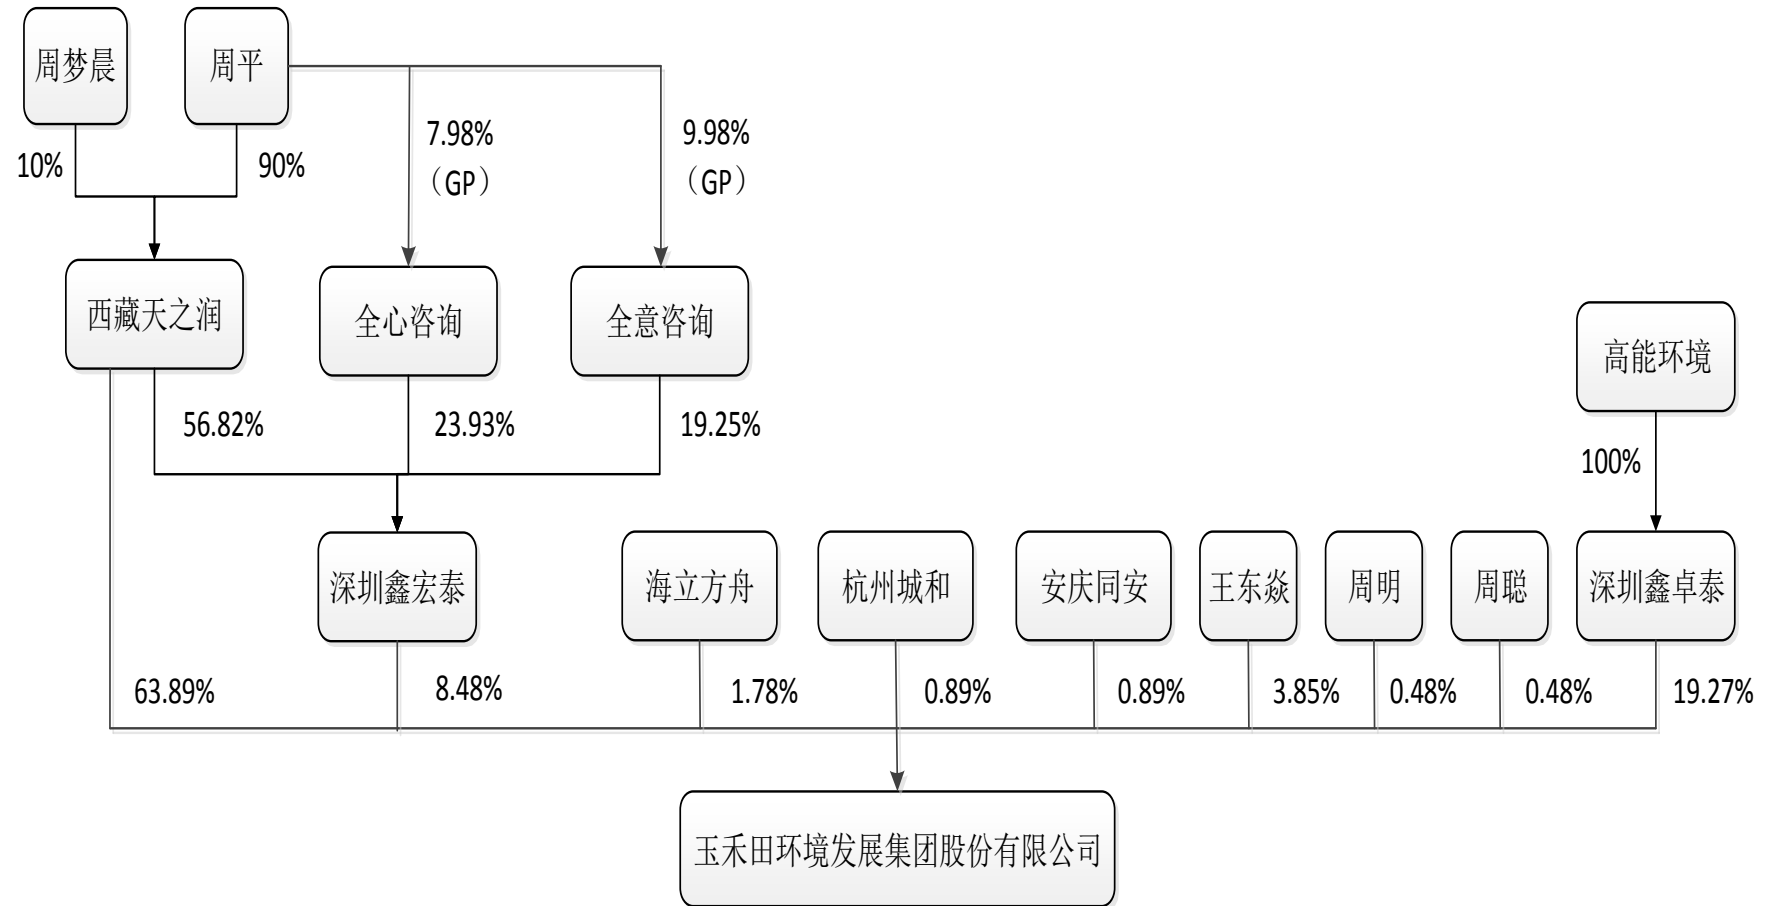 周梦晨
周平
10%
90%
7.98%
（GP）
9.98%
（GP）
西藏天之润
全心咨询
全意咨询
高能环境
56.82%
23.93%
19.25%
100%
深圳鑫宏泰
海立方舟
杭州城和
安庆同安
王东焱
周明
周聪
深圳鑫卓泰
63.89%
8.48%
1.78%
0.89%
0.89%
3.85%
0.48%
0.48%
19.27%
玉禾田环境发展集团股份有限公司